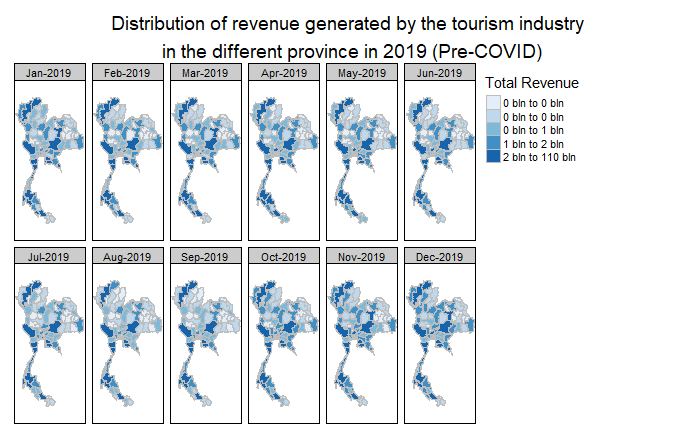 Distribution of revenue generated by the tourism industry
in the different province in 2019 (Pre-COVID)
Jan-2019 Feb-2019 Mar-2019 Apr-2019 May-2019 Jun-2019
Total Revenue
0 bln to 0 bln
0 bln to 0 bln
0 bln to 1 bln
1 bln to 2 bln
2 bln to 110 bln
Jul-2019 Aug-2019 Sep-2019 Oct-2019 Nov-2019 Dec-2019